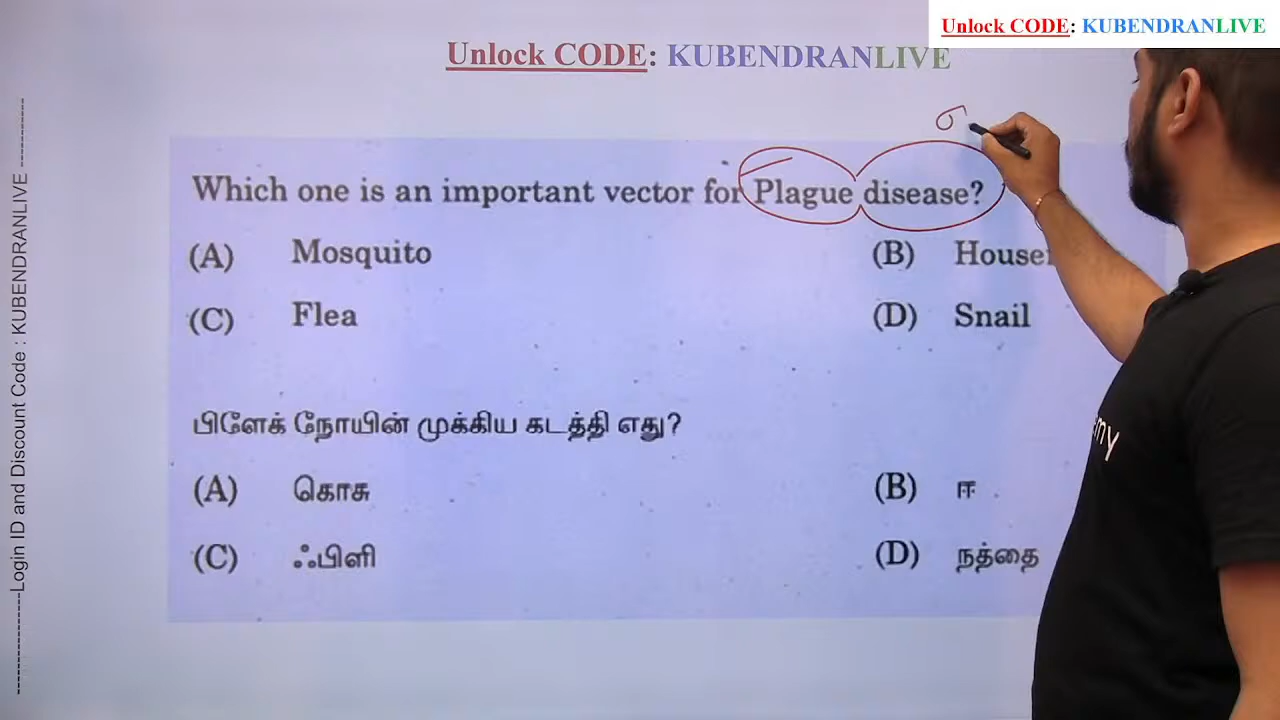 Unlock CODE: KUBENDRANLIVE
Unlock CODE: KUBENDRANLIVE
Which one is an important vector for Plague disease?
(A) Mosquito
(B)
(C) Flea
(D) Snail
பிளேக் நோயின் முக்கிய கடத்தி எது?
(A) கொசு
(B) ஈ
(C) ஃபிளி
(D) நத்தை
---------------Login ID and Discount Code : KUBENDRANLIVE -----------